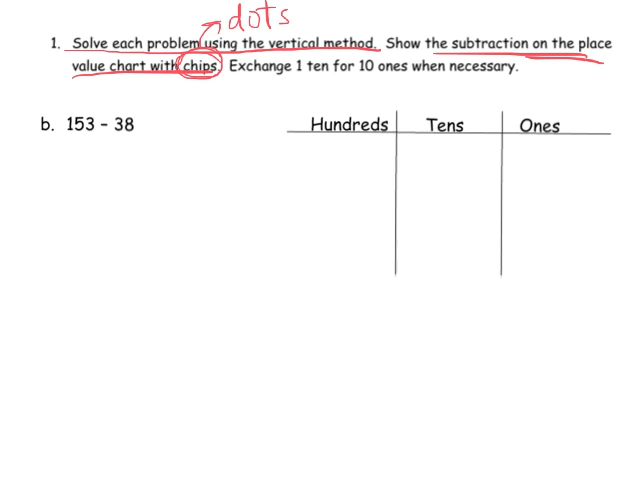 dots
1. Solve each problem using the vertical method. Show the subtraction on the place
value chart with chips. Exchange 1 ten for 10 ones when necessary.
b. 153 - 38
Hundreds Tens Ones